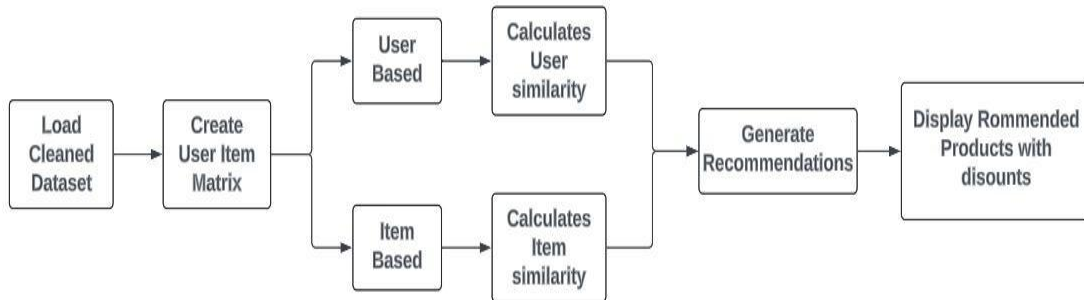 Load
Cleaned
Dataset
Create
User Item
Matrix
User
Based
Calculates
User
similarity
Item
Based
Calculates
Item
similarity
Generate
Recommendations
Display Rommended
Products with
disounts